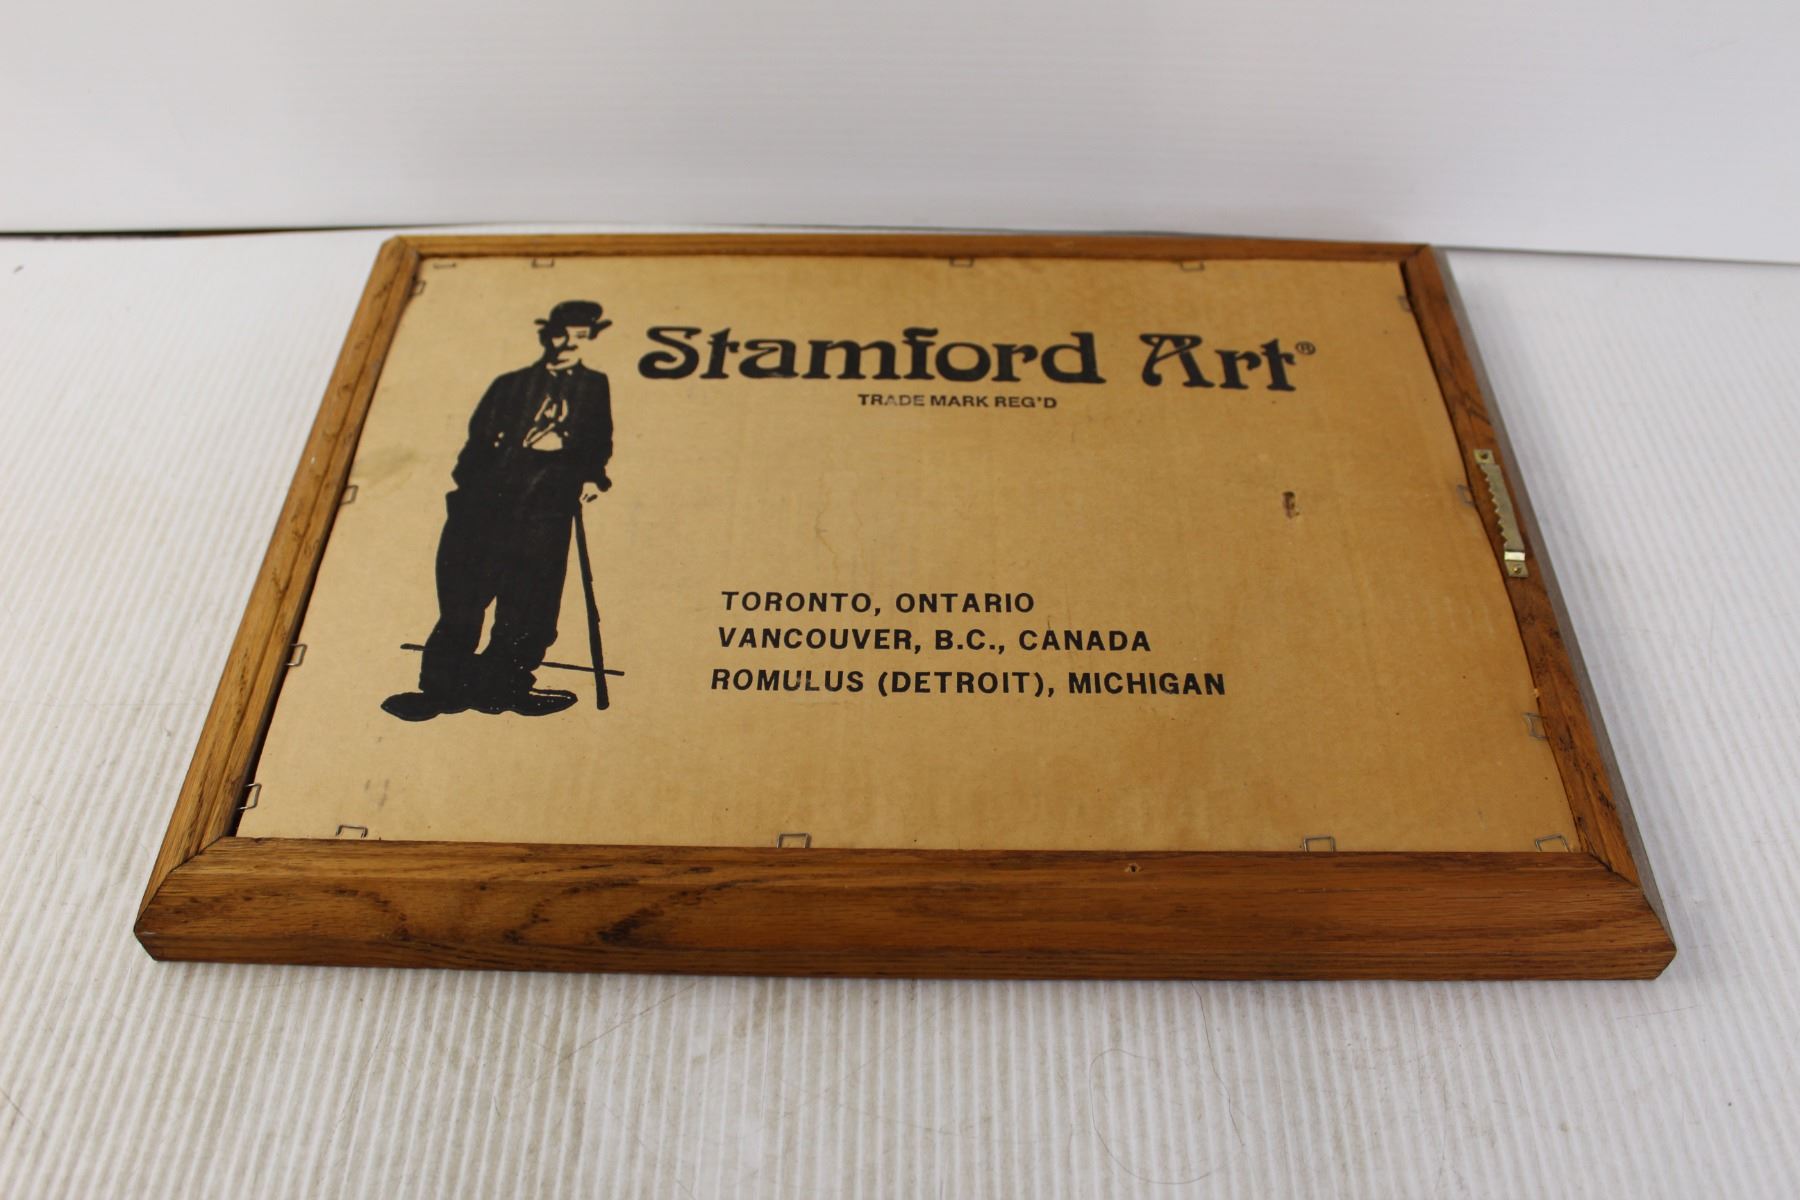 Stamford Art®
TRADE MARK REG'D
TORONTO, ONTARIO
VANCOUVER, B.C., CANADA
ROMULUS (DETROIT), MICHIGAN